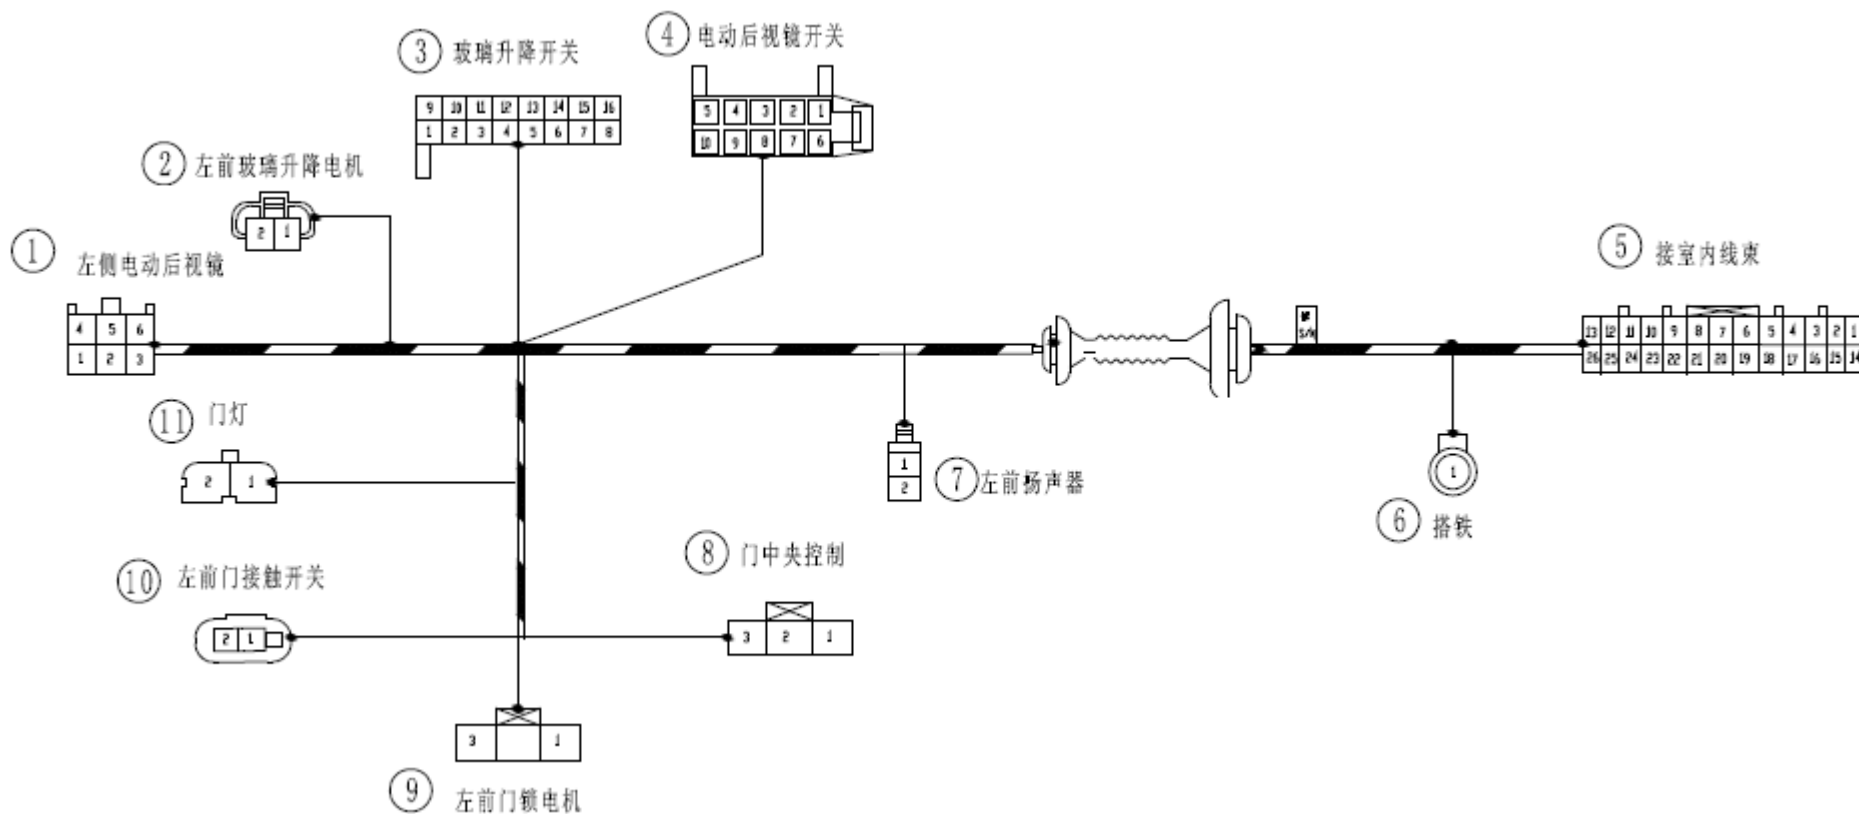 ③ 玻璃升降开关
④ 电动后视镜开关
9 10 11 12 13 14 15 16
1 2 3 4 5 6 7 8
5 4 3 2 1
10 9 8 7 6
② 左前玻璃升降电机
2 1
① 左侧电动后视镜
4 5 6
1 2 3
⑤ 接室内线束
13 12 11 10 9 8 7 6 5 4 3 2 1
26 25 24 23 22 21 20 19 18 17 16 15 14
⑪ 门灯
2 1
1
2
⑦ 左前扬声器
1
⑥ 搭铁
⑩ 左前门接触开关
2 1
⑧ 门中央控制
3 2 1
3 1
⑨ 左前门锁电机